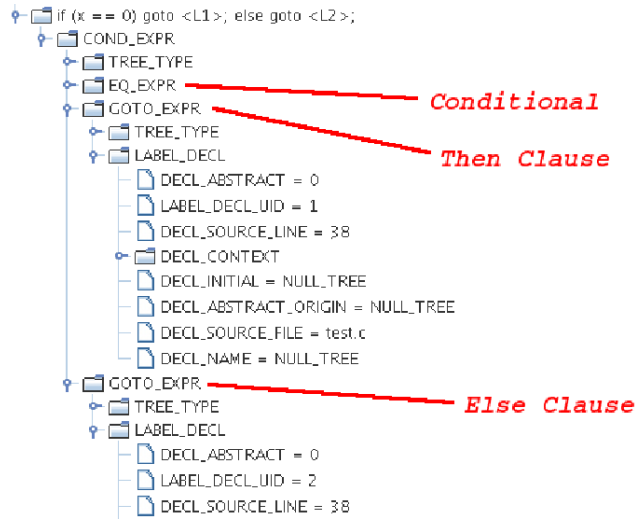 if (x == 0) goto <L1>; else goto <L2>;
COND_EXPR
TREE_TYPE
EQ_EXPR
Conditional
GOTO_EXPR
TREE_TYPE
Then Clause
LABEL_DECL
DECL_ABSTRACT = 0
LABEL_DECL_UID = 1
DECL_SOURCE_LINE = 38
DECL_CONTEXT
DECL_INITIAL = NULL_TREE
DECL_ABSTRACT_ORIGIN = NULL_TREE
DECL_SOURCE_FILE = test.c
DECL_NAME = NULL_TREE
GOTO_EXPR
TREE_TYPE
Else Clause
LABEL_DECL
DECL_ABSTRACT = 0
LABEL_DECL_UID = 2
DECL_SOURCE_LINE = 38